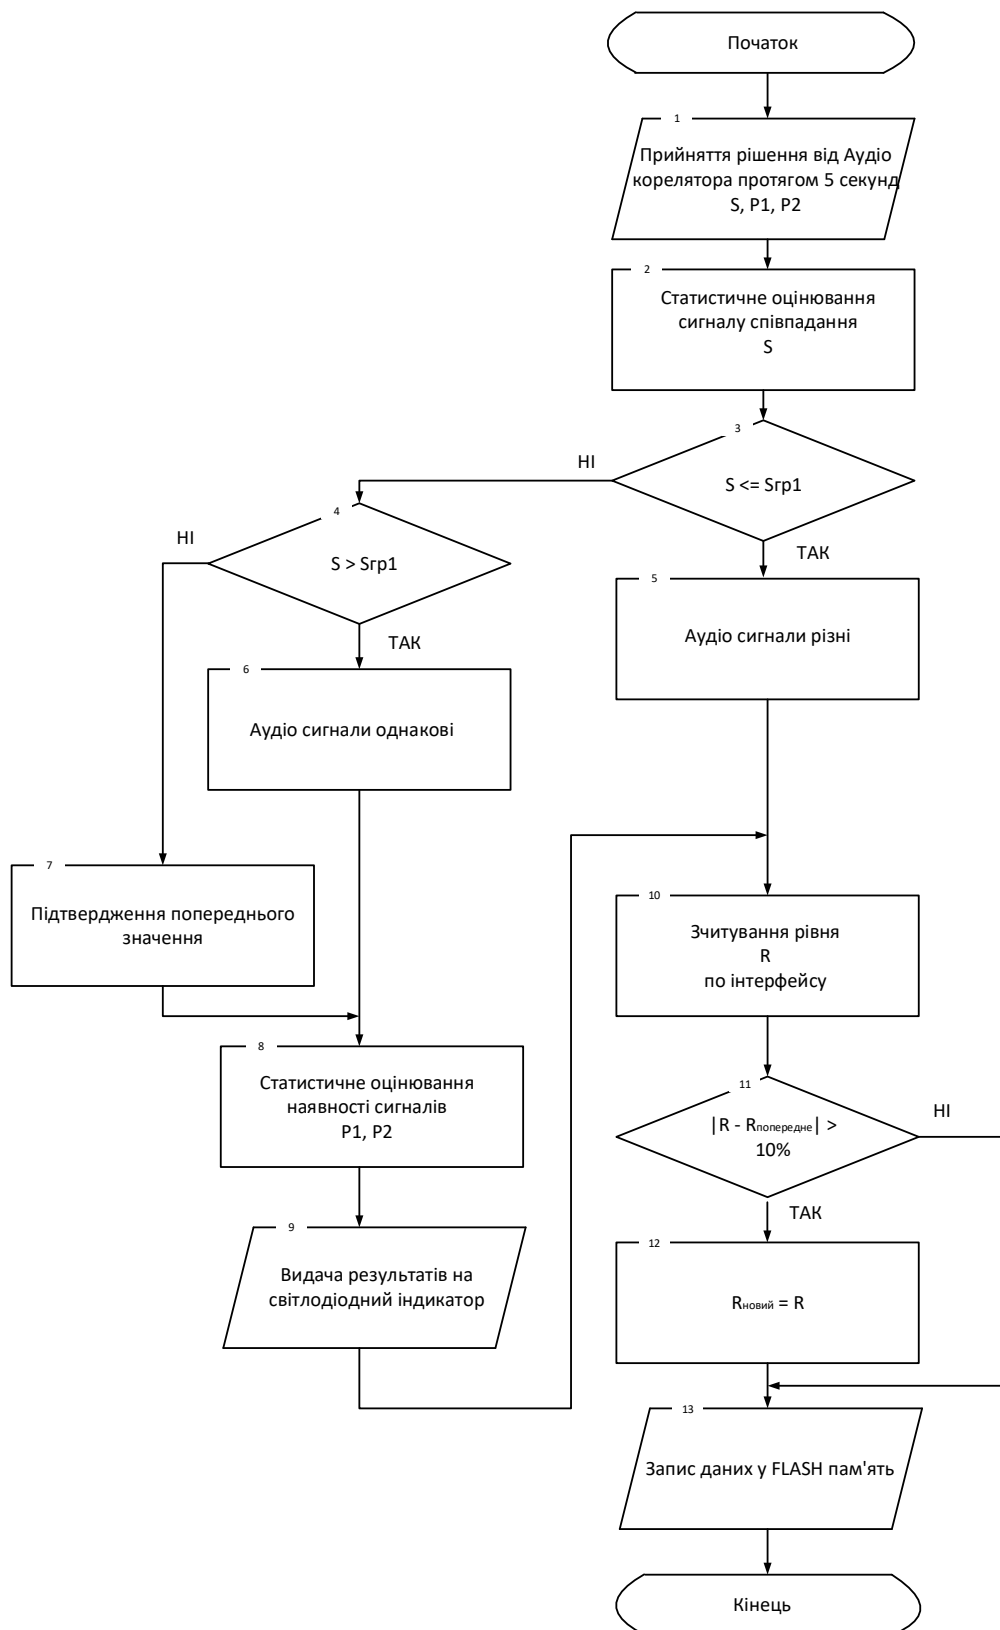 Початок
1
Прийняття рішення від Аудіо
корелятора протягом 5 секунд
S, P1, P2
2
Статистичне оцінювання
сигналу співпадання
S
3
НІ
S <= Sгр1
ТАК
4
НІ
S > Sгр1
ТАК
5
Аудіо сигнали різні
6
Аудіо сигнали однакові
7
Підтвердження попереднього
значення
8
Статистичне оцінювання
наявності сигналів
P1, P2
9
Видача результатів на
світлодіодний індикатор
10
Зчитування рівня
R
по інтерфейсу
11
|R - Rпопереднє| >
10%
НІ
ТАК
12
Rновий = R
13
Запис даних у FLASH пам'ять
Кінець